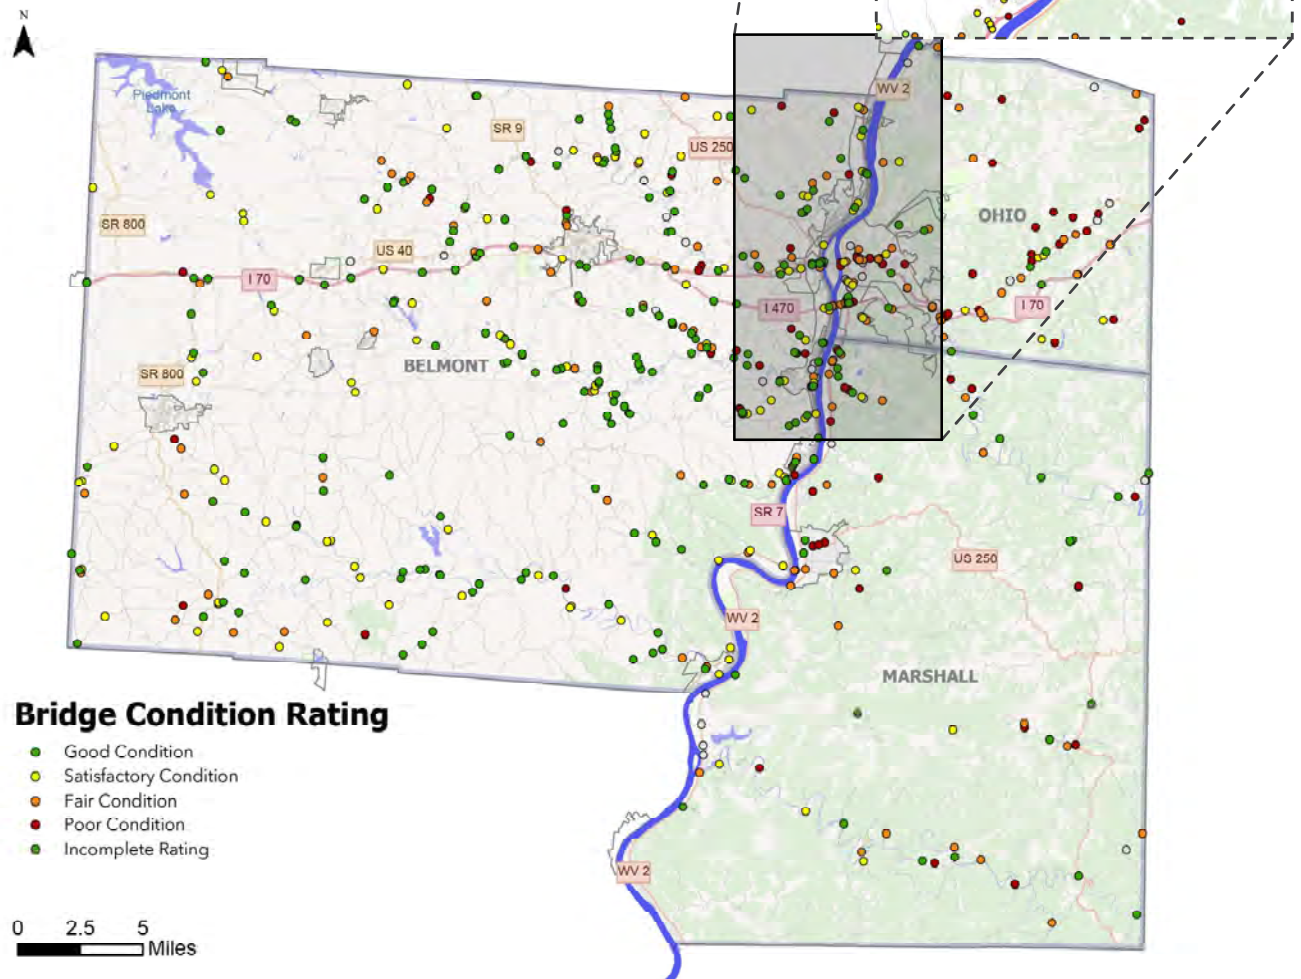 N
Piedmont
Lake
WV 2
SR 9
US 250
OHIO
SR 800
US 40
I 70
I 470
I 70
BELMONT
SR 800
SR 7
US 250
WV 2
MARSHALL
Bridge Condition Rating
Good Condition
Satisfactory Condition
Fair Condition
Poor Condition
Incomplete Rating
WV 2
0 2.5 5
Miles